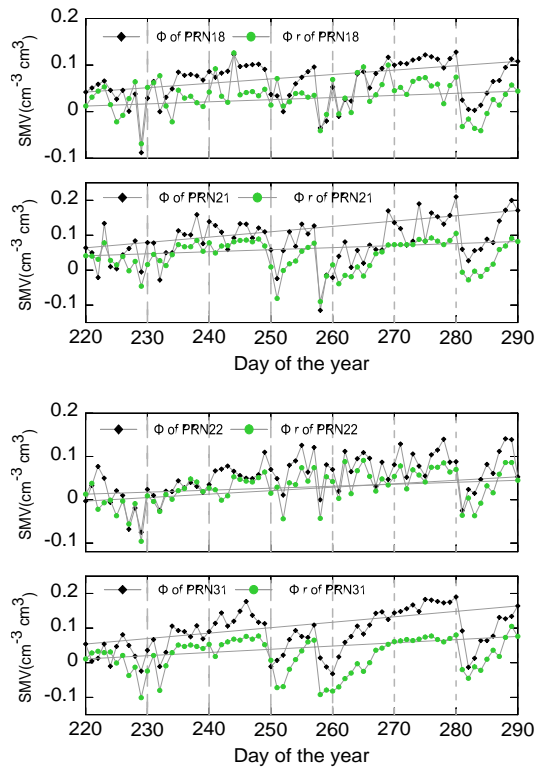 Φ of PRN18 Φ r of PRN18
0.2
0.1
0
-0.1
SMV(cm⁻³ cm³)
Φ of PRN21 Φ r of PRN21
0.2
0.1
0
-0.1
SMV(cm⁻³ cm³)
220 230 240 250 260 270 280 290
Day of the year
Φ of PRN22 Φ r of PRN22
0.2
0.1
0
-0.1
SMV(cm⁻³ cm³)
Φ of PRN31 Φ r of PRN31
0.2
0.1
0
-0.1
SMV(cm⁻³ cm³)
220 230 240 250 260 270 280 290
Day of the year